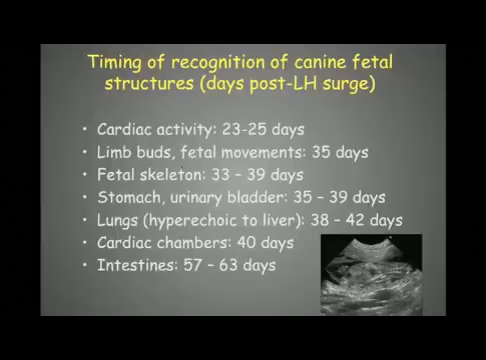 Timing of recognition of canine fetal
structures (days post-LH surge)
• Cardiac activity: 23-25 days
• Limb buds, fetal movements: 35 days
• Fetal skeleton: 33 – 39 days
• Stomach, urinary bladder: 35 – 39 days
• Lungs (hyperechoic to liver): 38 – 42 days
• Cardiac chambers: 40 days
• Intestines: 57 – 63 days